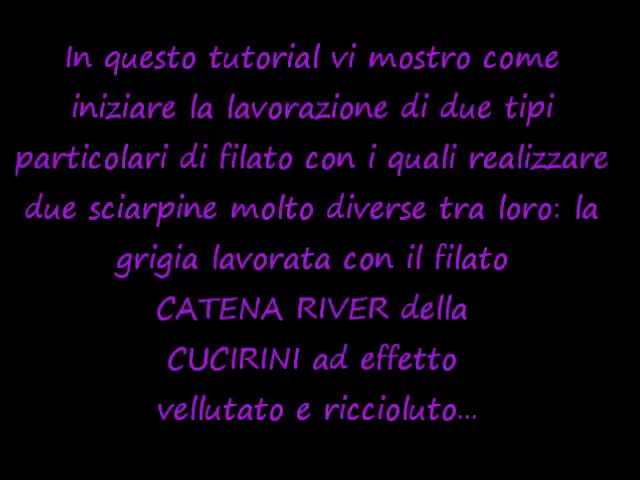 In questo tutorial vi mostro come
iniziare la lavorazione di due tipi
particolari di filato con i quali realizzare
due sciarpine molto diverse tra loro: la
grigia lavorata con il filato
CATENA RIVER della
CUCIRINI ad effetto
vellutato e riccioluto...